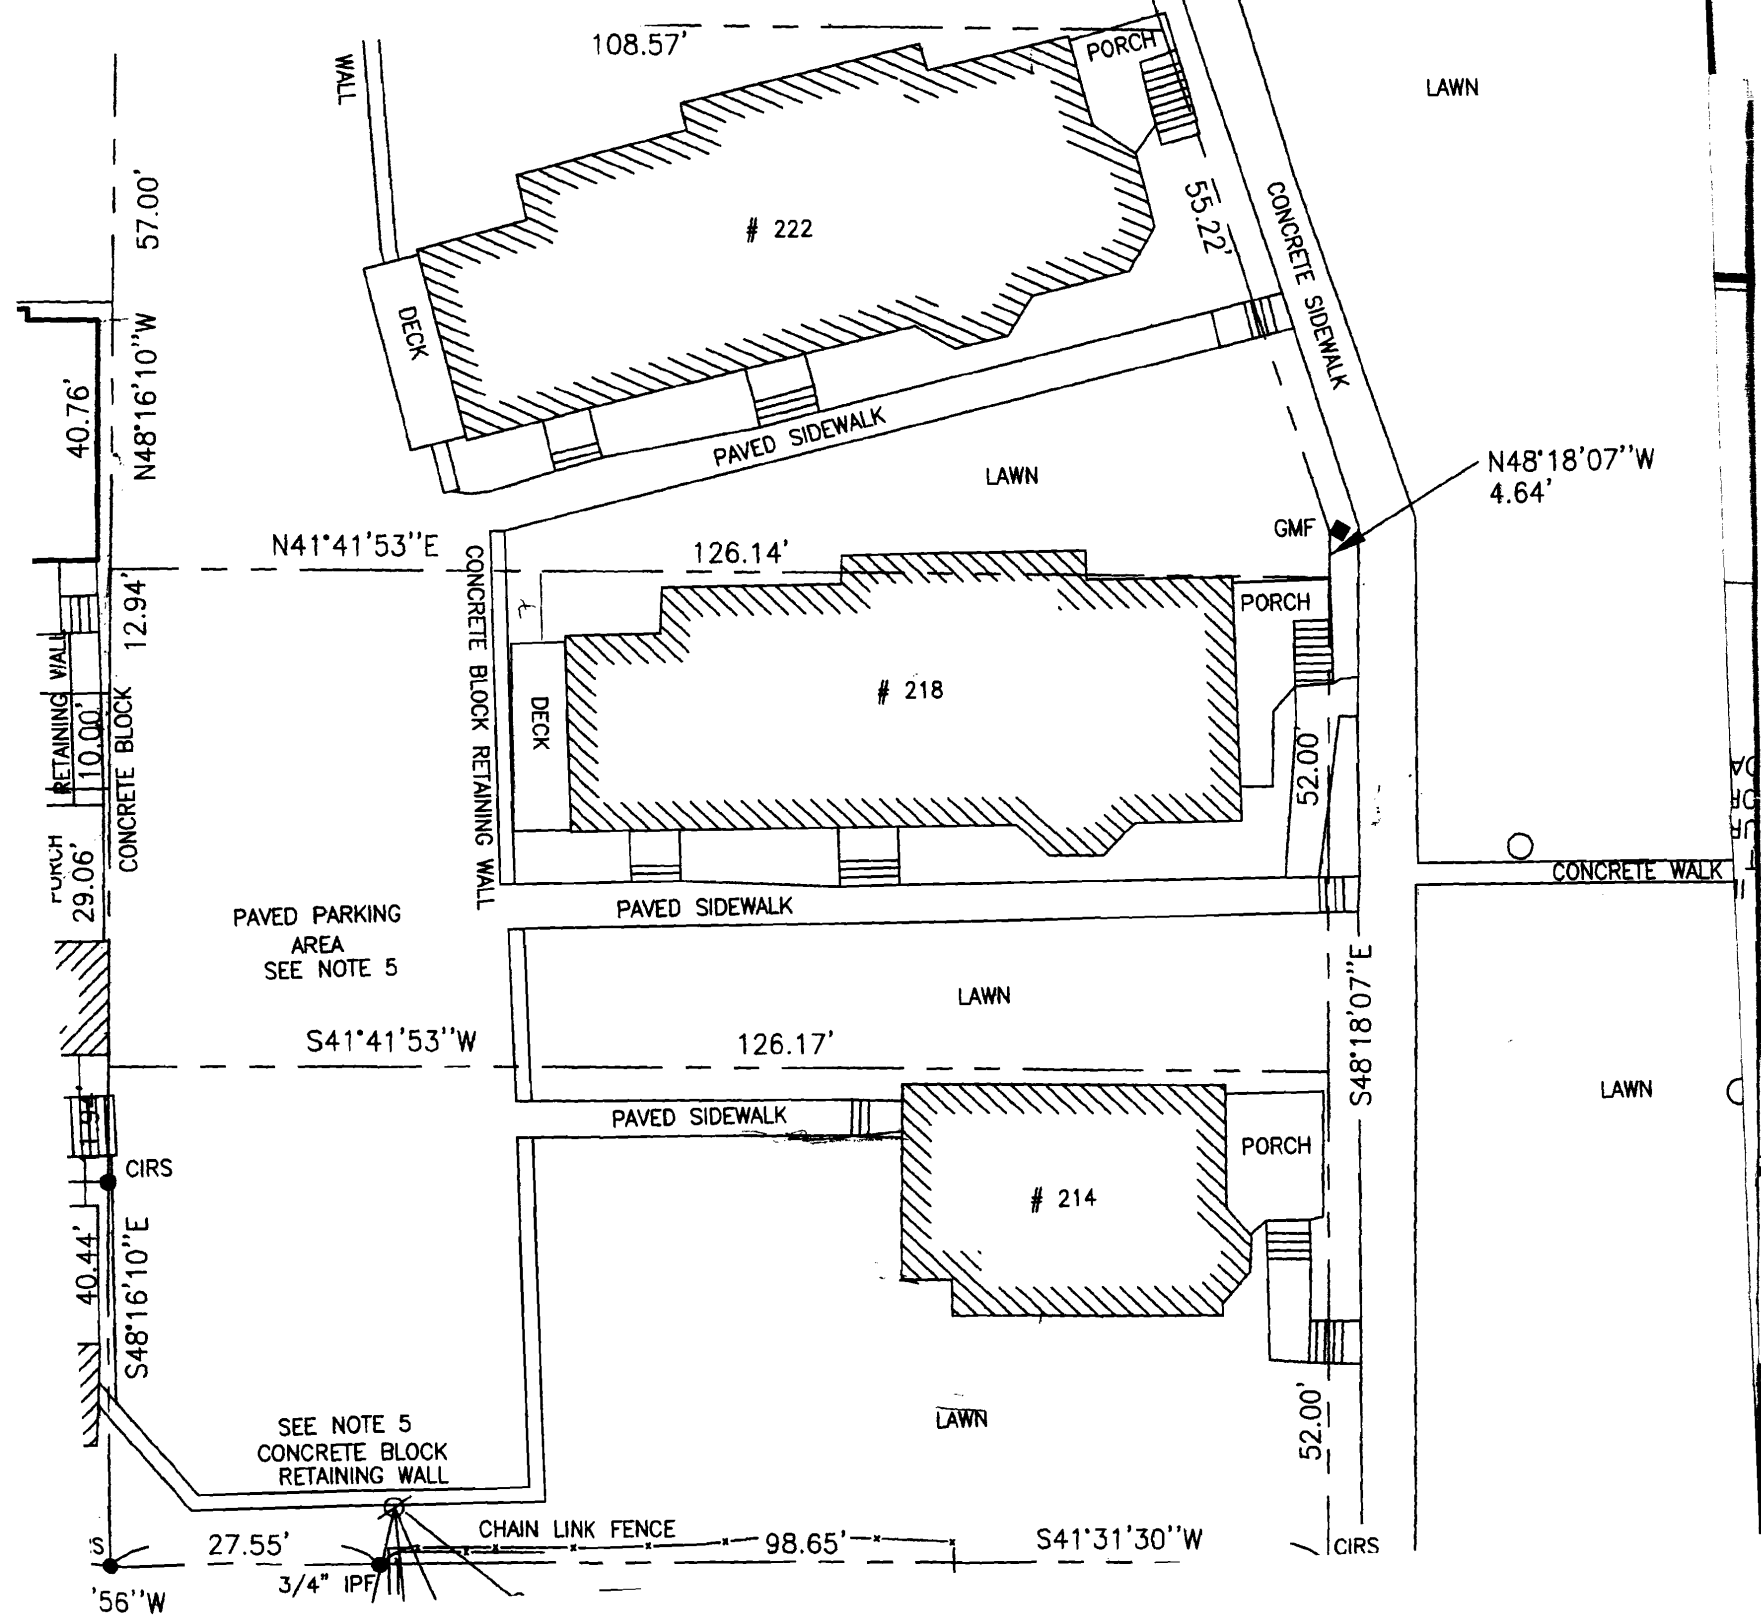 108.57'
PORCH
WALL
LAWN
57.00'
# 222
55.22'
CONCRETE SIDEWALK
DECK
N48°16'10"W
40.76'
PAVED SIDEWALK
LAWN
N48°18'07"W
4.64'
GMF
N41°41'53"E
126.14'
12.94'
CONCRETE BLOCK RETAINING WALL
PORCH
RETAINING WALL
10.00'
CONCRETE BLOCK
# 218
DECK
52.00'
PORCH
29.06'
CONCRETE WALK
PAVED PARKING
AREA
SEE NOTE 5
PAVED SIDEWALK
LAWN
S48°18'07"E
S41°41'53"W
126.17'
LAWN
PAVED SIDEWALK
PORCH
CIRS
# 214
40.44'
S48°16'10"E
52.00'
LAWN
SEE NOTE 5
CONCRETE BLOCK
RETAINING WALL
27.55'
CHAIN LINK FENCE
98.65'
S41°31'30"W
CIRS
3/4" IPF
'56"W